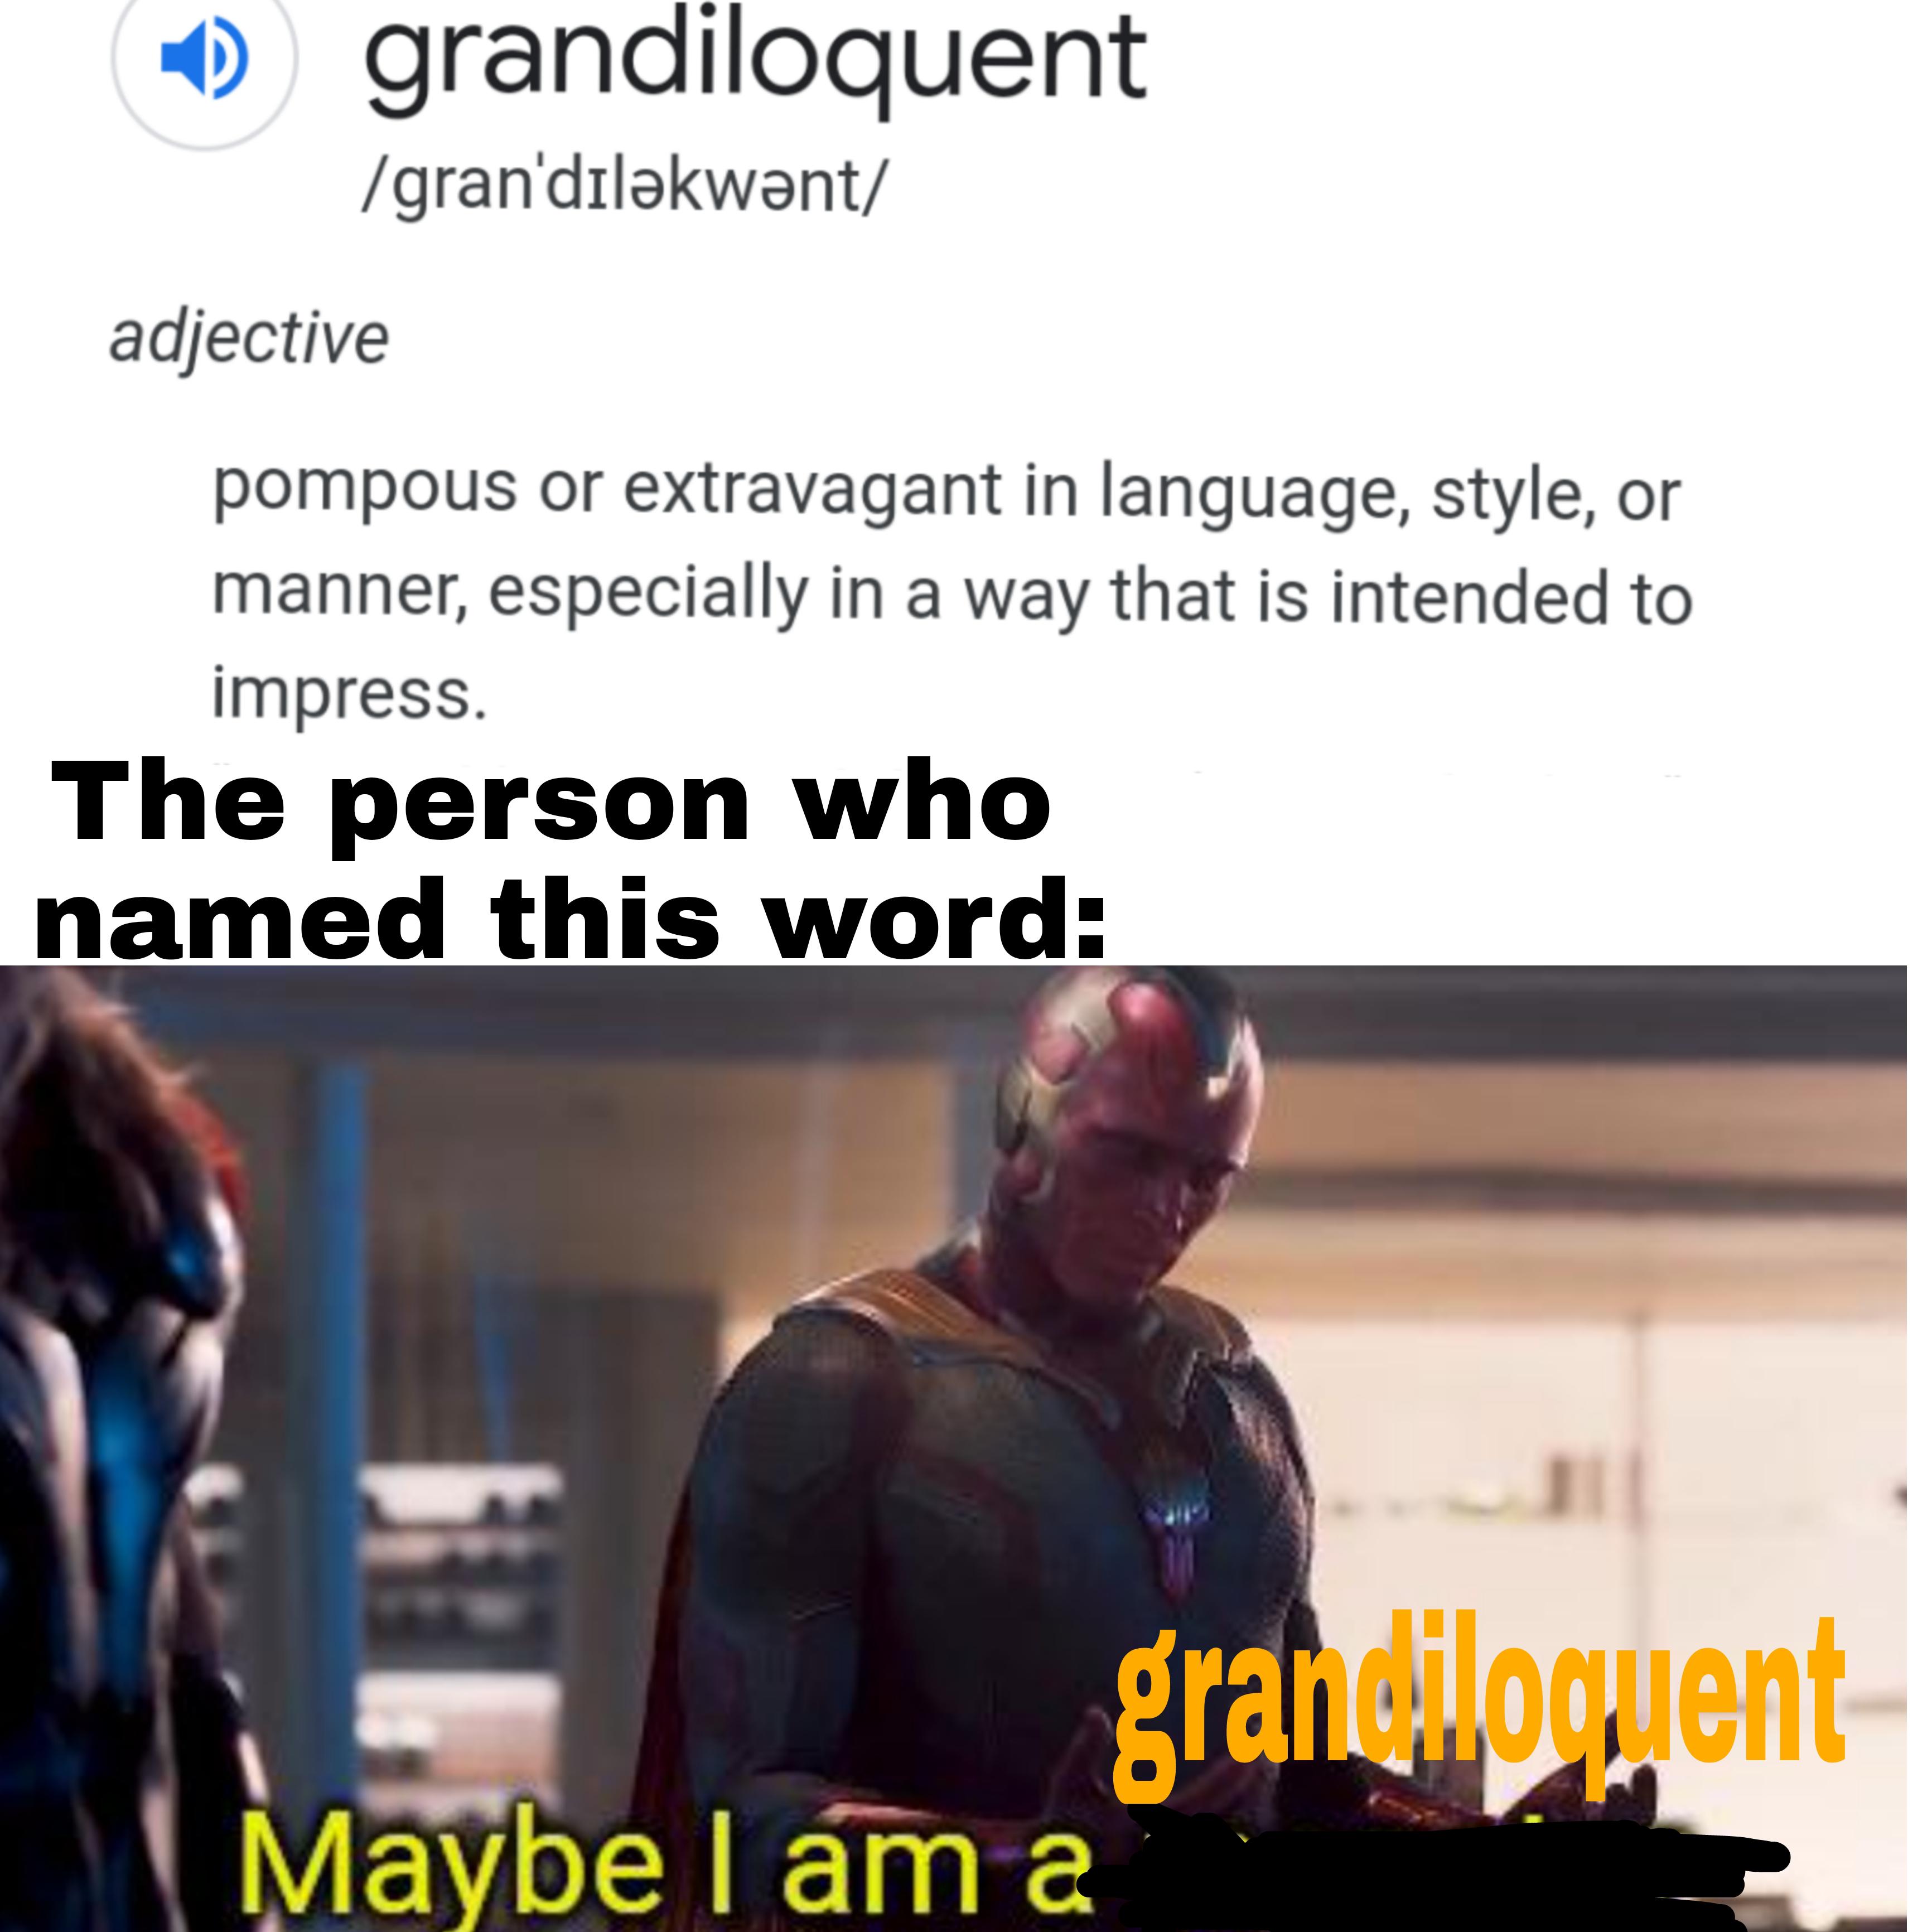 grandiloquent
/ɡranˈdɪləkwənt/
adjective
pompous or extravagant in language, style, or
manner, especially in a way that is intended to
impress.
The person who
named this word:
grandiloquent
Maybe I am a